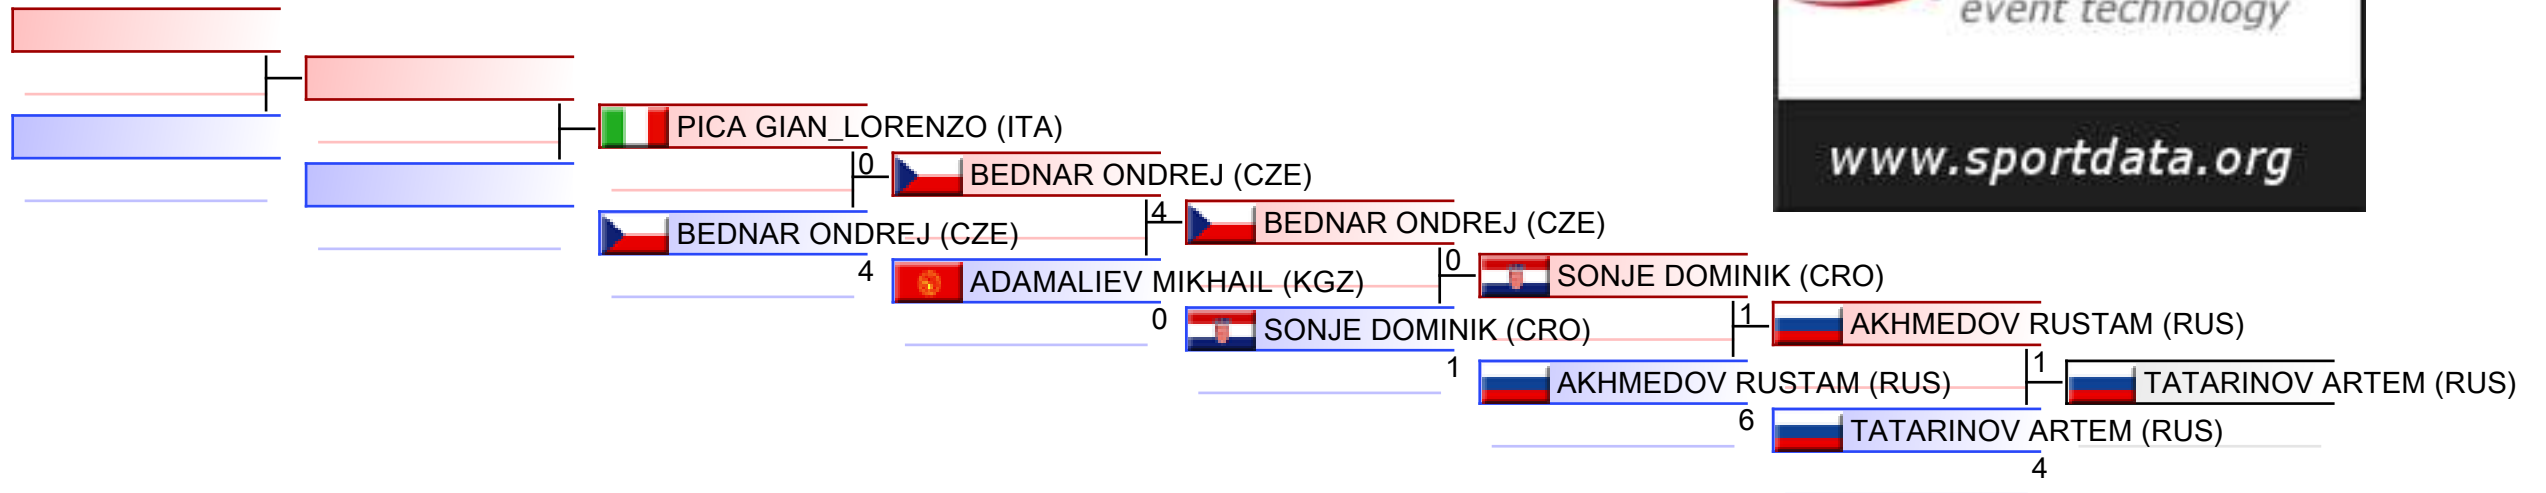 event technology
www.sportdata.org
PICA GIAN_LORENZO (ITA)
0
BEDNAR ONDREJ (CZE)
BEDNAR ONDREJ (CZE)
4
4
BEDNAR ONDREJ (CZE)
ADAMALIEV MIKHAIL (KGZ)
0
0
SONJE DOMINIK (CRO)
SONJE DOMINIK (CRO)
1
1
AKHMEDOV RUSTAM (RUS)
AKHMEDOV RUSTAM (RUS)
6
1
TATARINOV ARTEM (RUS)
TATARINOV ARTEM (RUS)
4